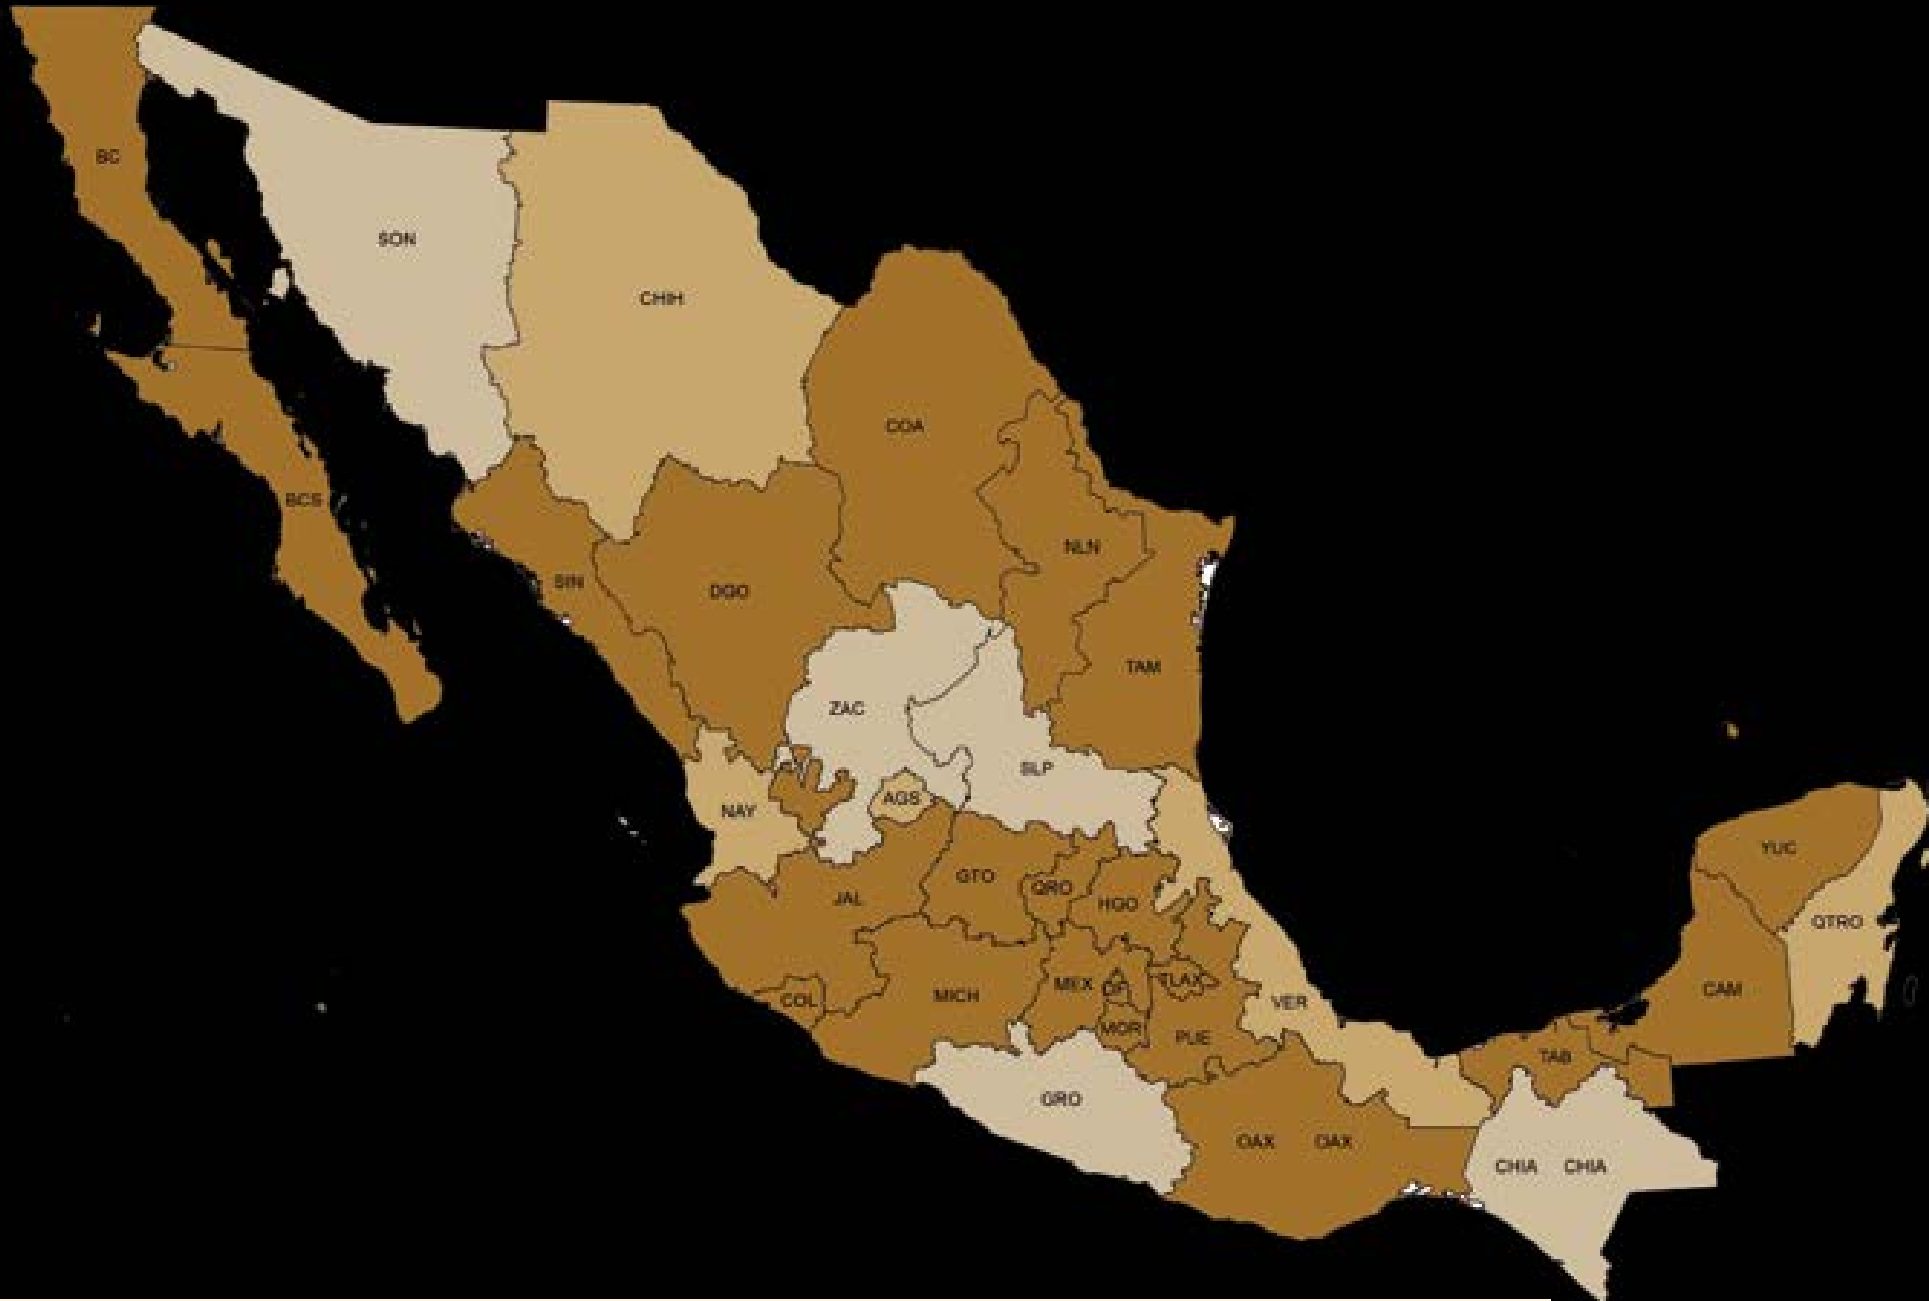 BC
SON
CHIH
COA
BCS
NLN
SIN
DGO
TAM
ZAC
SLP
AGS
NAY
YUC
GTO
QRO
JAL
HGO
QTRO
MEX
DF
TLAX
CAM
MICH
COL
VER
MOR
PUE
TAB
GRO
OAX OAX
CHIA CHIA